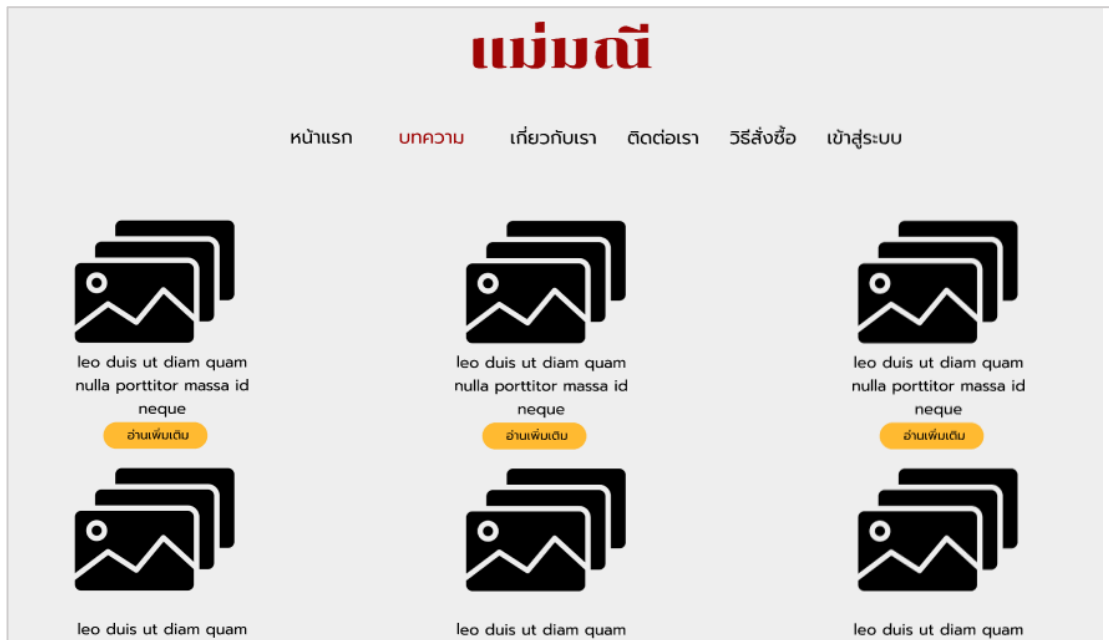 แม่มณี
หน้าแรก บทความ เกี่ยวกับเรา ติดต่อเรา วิธีสั่งซื้อ เข้าสู่ระบบ
leo duis ut diam quam
nulla porttitor massa id
neque
อ่านเพิ่มเติม
leo duis ut diam quam
nulla porttitor massa id
neque
อ่านเพิ่มเติม
leo duis ut diam quam
nulla porttitor massa id
neque
อ่านเพิ่มเติม
leo duis ut diam quam
leo duis ut diam quam
leo duis ut diam quam